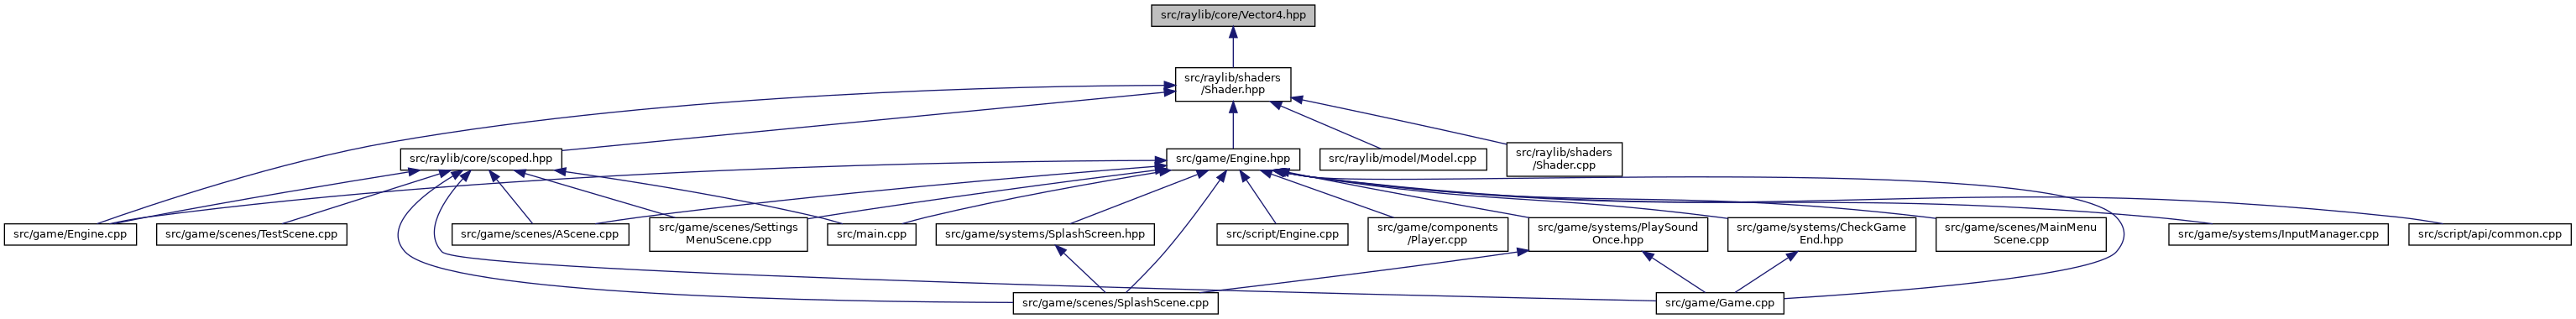 src/raylib/core/Vector4.hpp
src/raylib/shaders
/Shader.hpp
src/raylib/core/scoped.hpp
src/game/Engine.hpp
src/raylib/model/Model.cpp
src/raylib/shaders
/Shader.cpp
src/game/Engine.cpp
src/game/scenes/TestScene.cpp
src/game/scenes/AScene.cpp
src/game/scenes/Settings
MenuScene.cpp
src/main.cpp
src/game/systems/SplashScreen.hpp
src/script/Engine.cpp
src/game/components
/Player.cpp
src/game/systems/PlaySound
Once.hpp
src/game/systems/CheckGame
End.hpp
src/game/scenes/MainMenu
Scene.cpp
src/game/systems/InputManager.cpp
src/script/api/common.cpp
src/game/scenes/SplashScene.cpp
src/game/Game.cpp